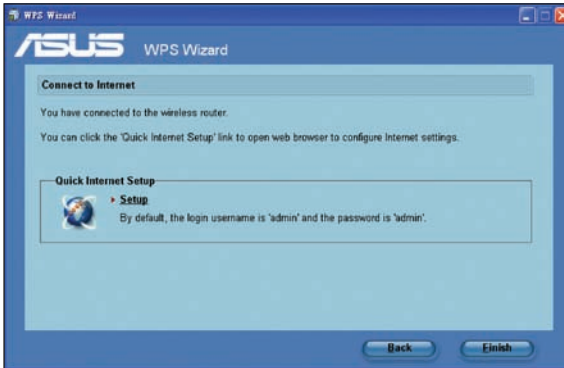 WPS Wizard
ASUS WPS Wizard
Connect to Internet
You have connected to the wireless router.
You can click the 'Quick Internet Setup' link to open web browser to configure Internet settings.
Quick Internet Setup
Setup
By default, the login username is 'admin' and the password is 'admin'.
Back Finish